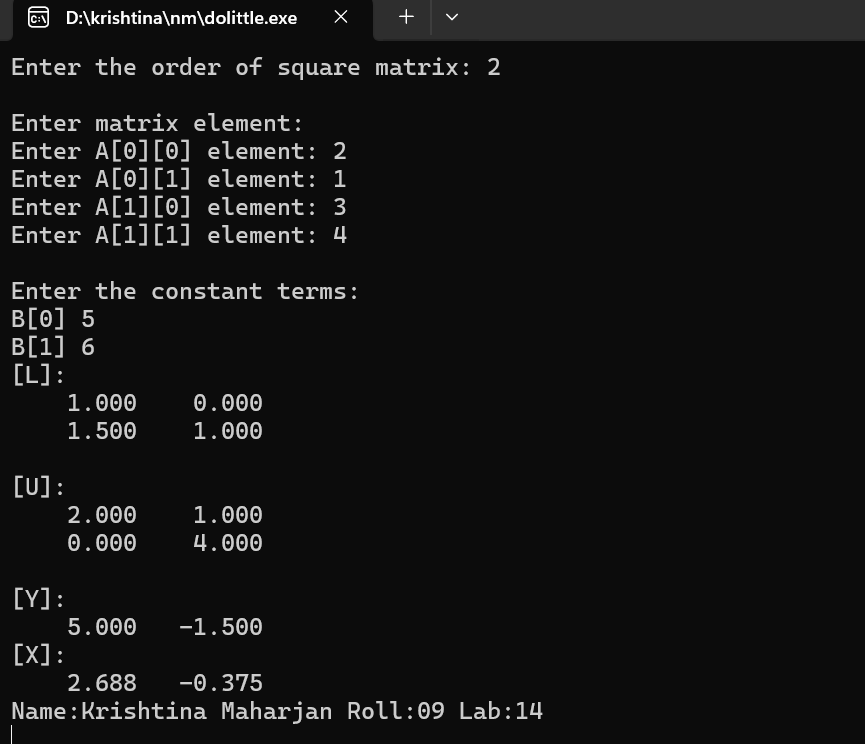 D:\krishtina\nm\dolittle.exe
Enter the order of square matrix: 2
Enter matrix element:
Enter A[0][0] element: 2
Enter A[0][1] element: 1
Enter A[1][0] element: 3
Enter A[1][1] element: 4
Enter the constant terms:
B[0] 5
B[1] 6
[L]:
1.000 0.000
1.500 1.000
[U]:
2.000 1.000
0.000 4.000
[Y]:
5.000 -1.500
[X]:
2.688 -0.375
Name:Krishtina Maharjan Roll:09 Lab:14